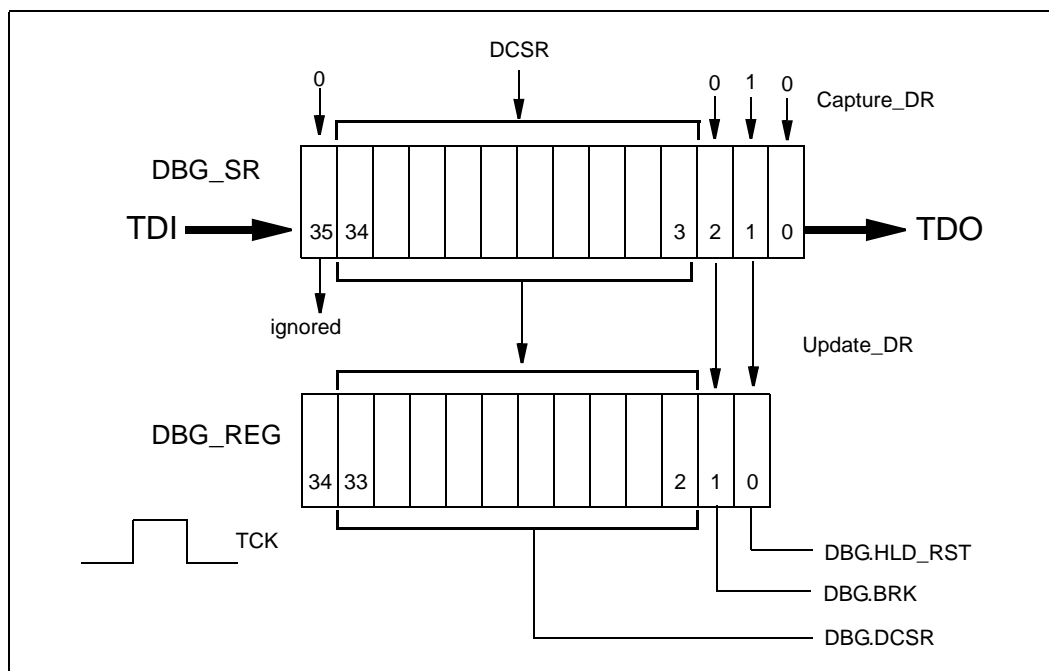 DCSR
0
0 1 0
Capture_DR
DBG_SR
TDI
35 34 3 2 1 0
TDO
ignored
Update_DR
DBG_REG
34 33 2 1 0
TCK
DBG.HLD_RST
DBG.BRK
DBG.DCSR